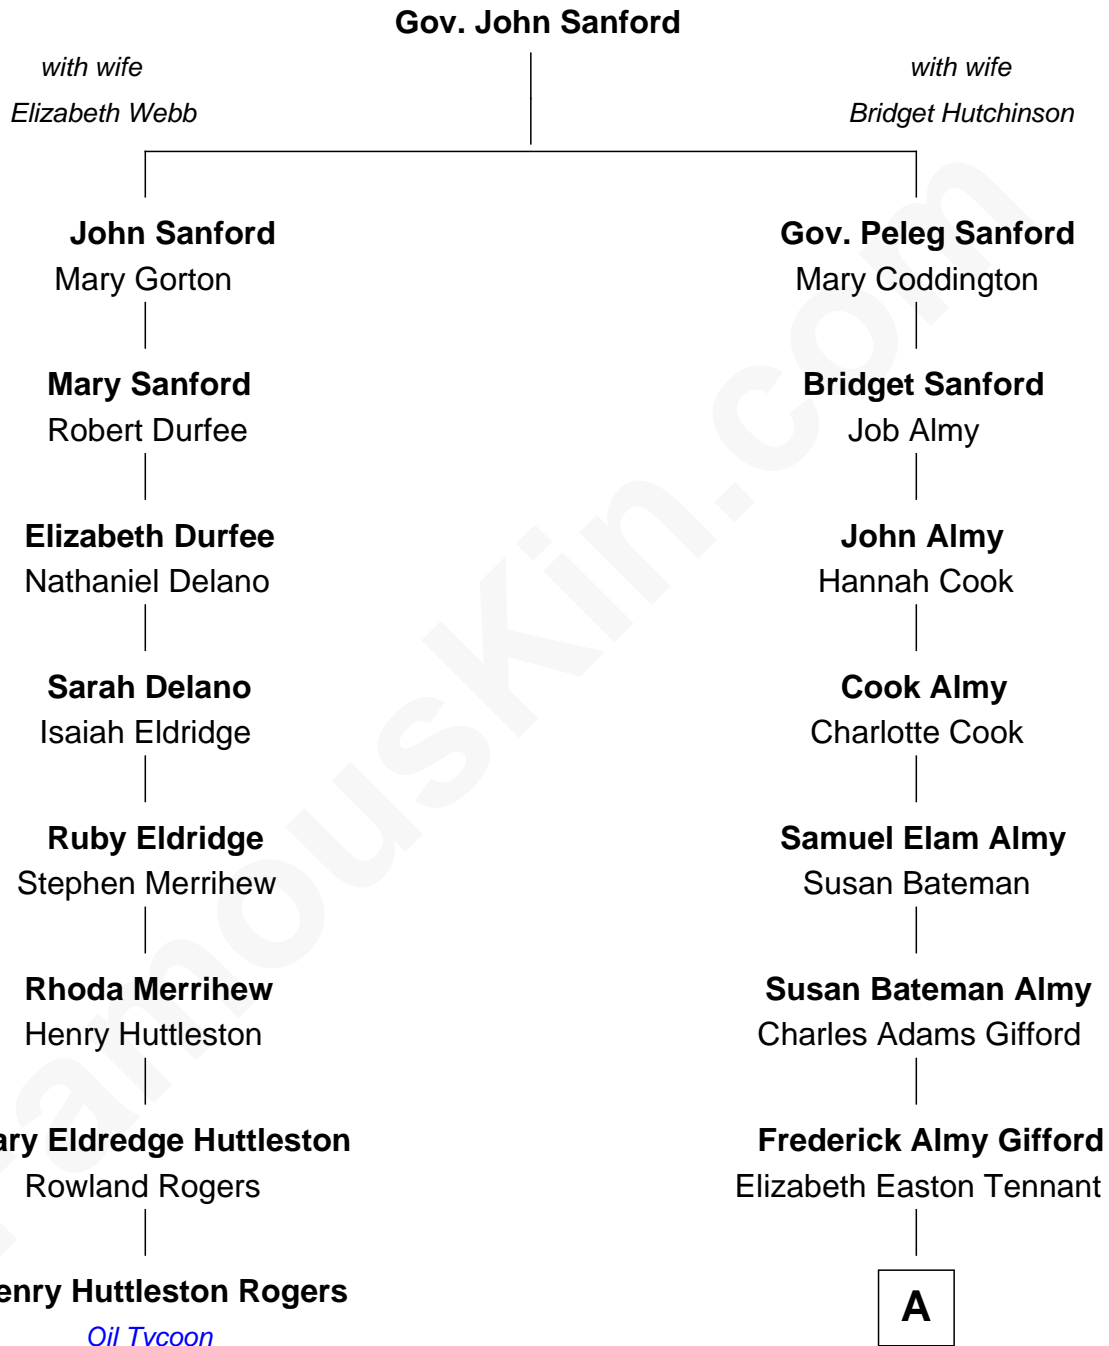 Gov. John Sanford
with wife
Elizabeth Webb
with wife
Bridget Hutchinson
John Sanford
Mary Gorton
Gov. Peleg Sanford
Mary Coddington
Mary Sanford
Robert Durfee
Bridget Sanford
Job Almy
Elizabeth Durfee
Nathaniel Delano
John Almy
Hannah Cook
Sarah Delano
Isaiah Eldridge
Cook Almy
Charlotte Cook
Ruby Eldridge
Stephen Merrihew
Samuel Elam Almy
Susan Bateman
Rhoda Merrihew
Henry Huttleston
Susan Bateman Almy
Charles Adams Gifford
ary Eldredge Huttleston
Rowland Rogers
Frederick Almy Gifford
Elizabeth Easton Tennant
enry Huttleston Rogers
Oil Tycoon
A
FamousKin.com